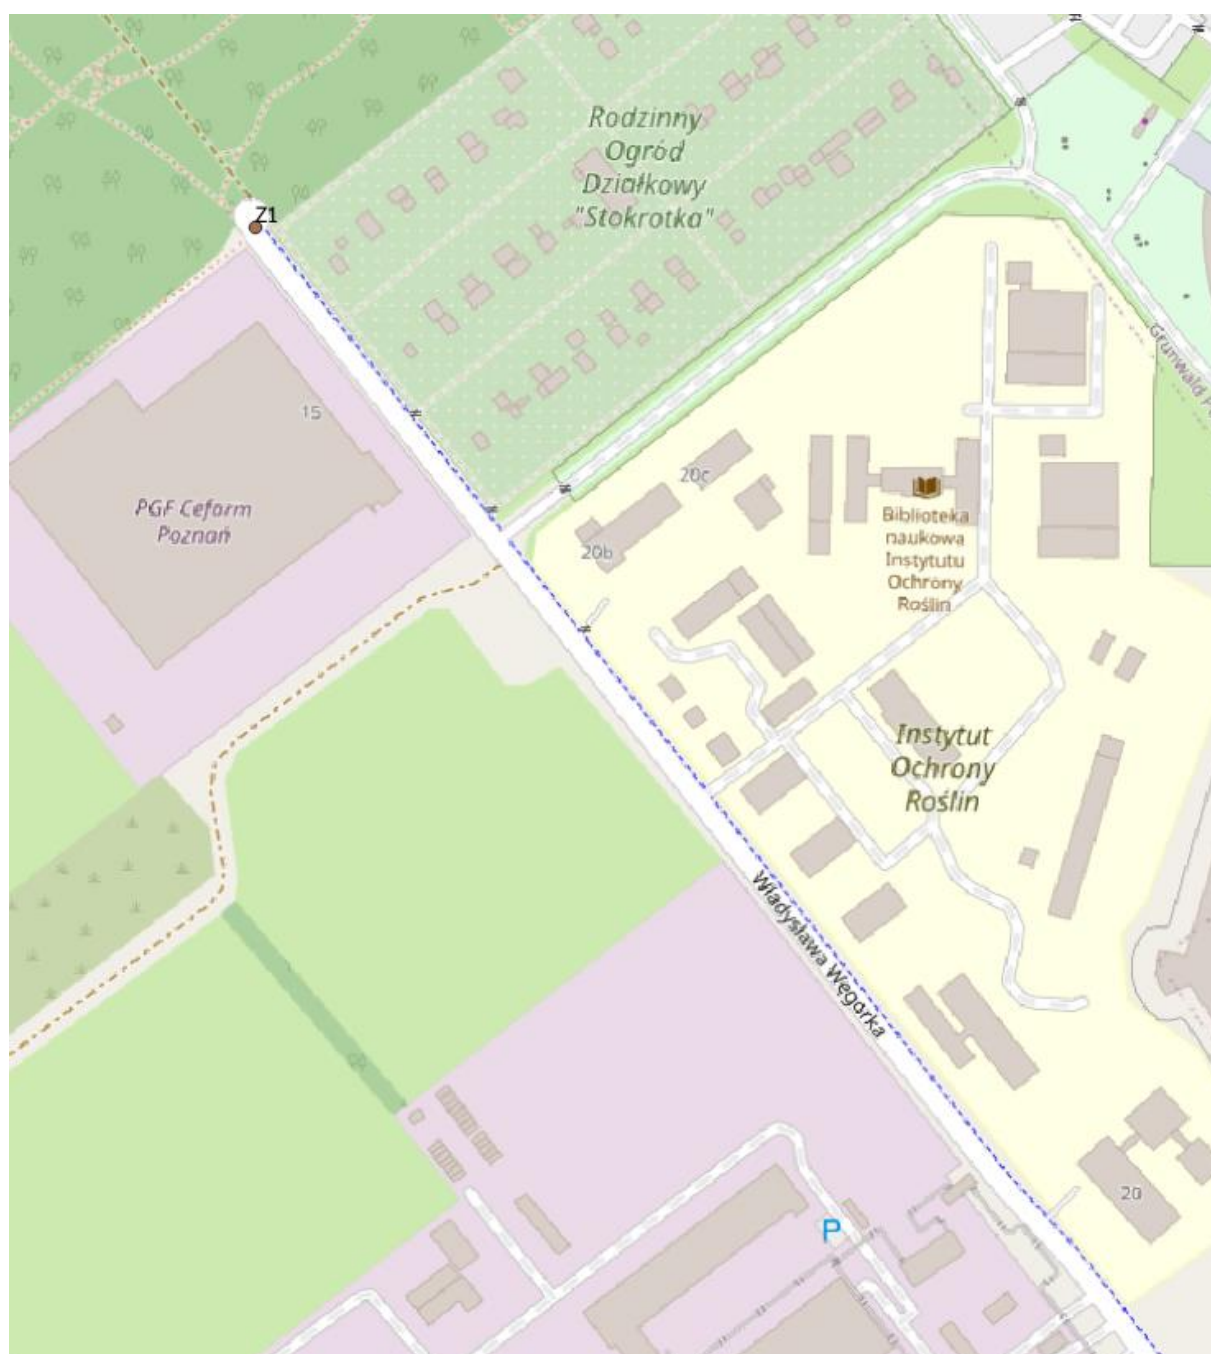 Z1
Rodzinny
Ogród
Działkowy
"Stokrotka"
15
PGF Cefarm
Poznań
Grunwald
20c
20b
Biblioteka
naukowa
Instytutu
Ochrony
Roślin
Instytut
Ochrony
Roślin
Władysława Węgorka
20
P